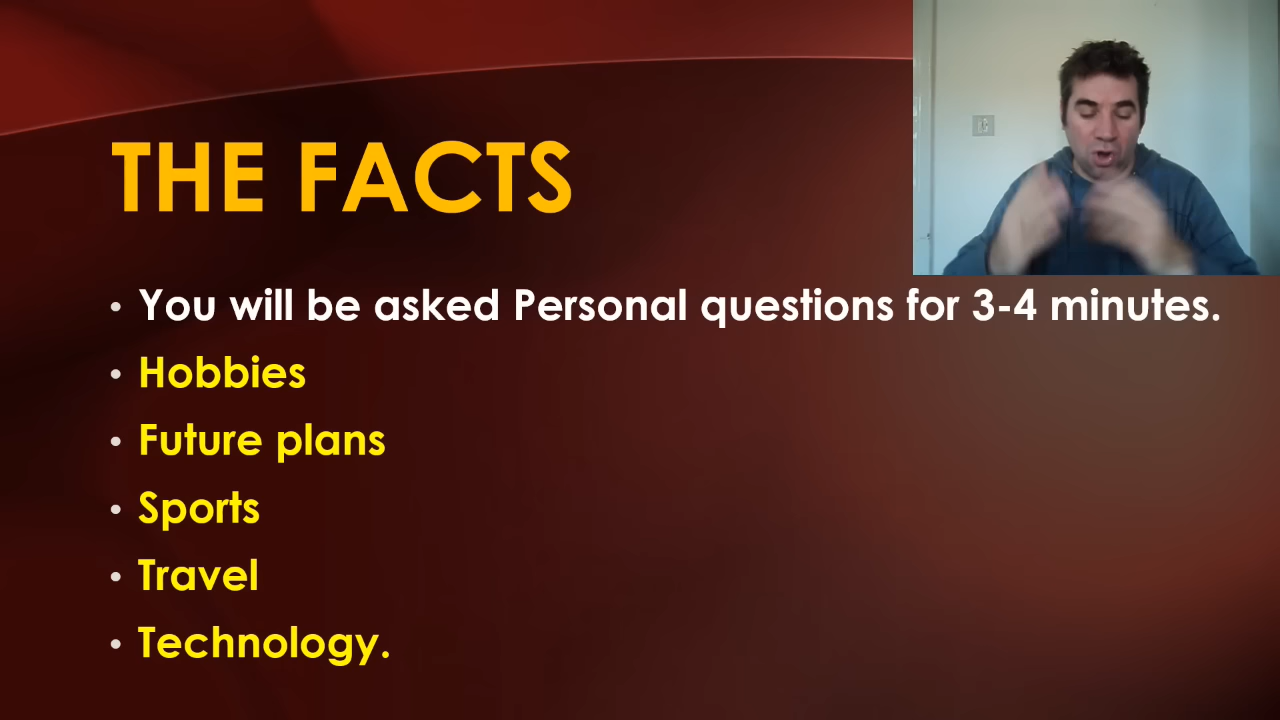 THE FACTS
• You will be asked Personal questions for 3-4 minutes.
• Hobbies
• Future plans
• Sports
• Travel
• Technology.